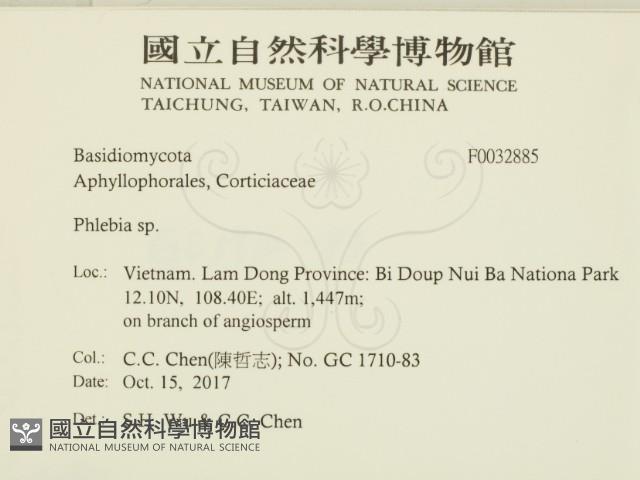 國立自然科學博物館
NATIONAL MUSEUM OF NATURAL SCIENCE
TAICHUNG, TAIWAN, R.O.CHINA
Basidiomycota F0032885
Aphyllophorales, Corticiaceae
Phlebia sp.
Loc.: Vietnam. Lam Dong Province: Bi Doup Nui Ba Nationa Park
12.10N, 108.40E; alt. 1,447m;
on branch of angiosperm
Col.: C.C. Chen(陳哲志); No. GC 1710-83
Date: Oct. 15, 2017
Det.: S.H. Wu & C.C. Chen
國立自然科學博物館
NATIONAL MUSEUM OF NATURAL SCIENCE